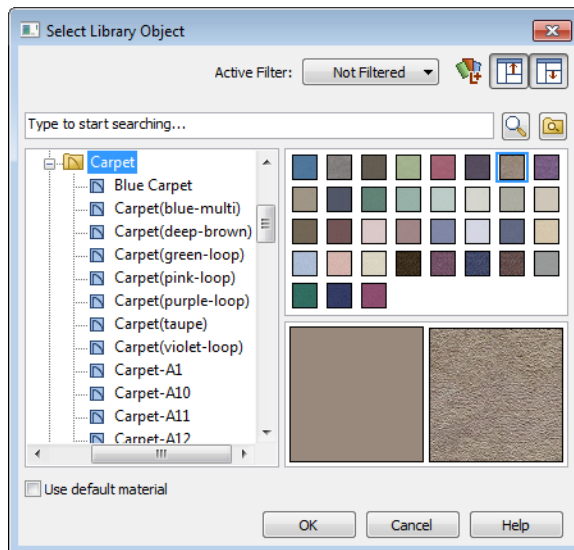 Select Library Object
Active Filter: Not Filtered
Type to start searching...
Carpet
Blue Carpet
Carpet(blue-multi)
Carpet(deep-brown)
Carpet(green-loop)
Carpet(pink-loop)
Carpet(purple-loop)
Carpet(taupe)
Carpet(violet-loop)
Carpet-A1
Carpet-A10
Carpet-A11
Carpet-A12
Use default material
OK Cancel Help